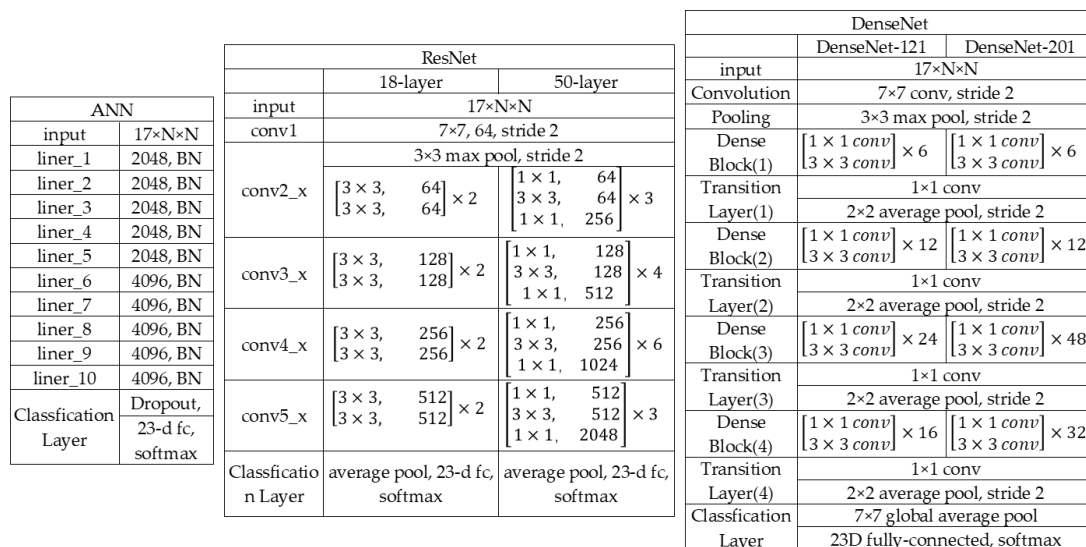 ANN
input 17×N×N
liner_1 2048, BN
liner_2 2048, BN
liner_3 2048, BN
liner_4 2048, BN
liner_5 2048, BN
liner_6 4096, BN
liner_7 4096, BN
liner_8 4096, BN
liner_9 4096, BN
liner_10 4096, BN
Classfication Layer Dropout,
23-d fc, softmax
ResNet
18-layer 50-layer
input 17×N×N
conv1 7×7, 64, stride 2
3×3 max pool, stride 2
conv2_x [3 × 3, 64 3 × 3, 64] × 2 [1 × 1, 64 3 × 3, 64 1 × 1, 256] × 3
conv3_x [3 × 3, 128 3 × 3, 128] × 2 [1 × 1, 128 3 × 3, 128 1 × 1, 512] × 4
conv4_x [3 × 3, 256 3 × 3, 256] × 2 [1 × 1, 256 3 × 3, 256 1 × 1, 1024] × 6
conv5_x [3 × 3, 512 3 × 3, 512] × 2 [1 × 1, 512 3 × 3, 512 1 × 1, 2048] × 3
Classficatio n Layer average pool, 23-d fc, softmax average pool, 23-d fc, softmax
DenseNet
DenseNet-121 DenseNet-201
input 17×N×N
Convolution 7×7 conv, stride 2
Pooling 3×3 max pool, stride 2
Dense Block(1) [1 × 1 conv 3 × 3 conv] × 6 [1 × 1 conv 3 × 3 conv] × 6
Transition 1×1 conv
Layer(1) 2×2 average pool, stride 2
Dense Block(2) [1 × 1 conv 3 × 3 conv] × 12 [1 × 1 conv 3 × 3 conv] × 12
Transition 1×1 conv
Layer(2) 2×2 average pool, stride 2
Dense Block(3) [1 × 1 conv 3 × 3 conv] × 24 [1 × 1 conv 3 × 3 conv] × 48
Transition 1×1 conv
Layer(3) 2×2 average pool, stride 2
Dense Block(4) [1 × 1 conv 3 × 3 conv] × 16 [1 × 1 conv 3 × 3 conv] × 32
Transition 1×1 conv
Layer(4) 2×2 average pool, stride 2
Classfication 7×7 global average pool
Layer 23D fully-connected, softmax